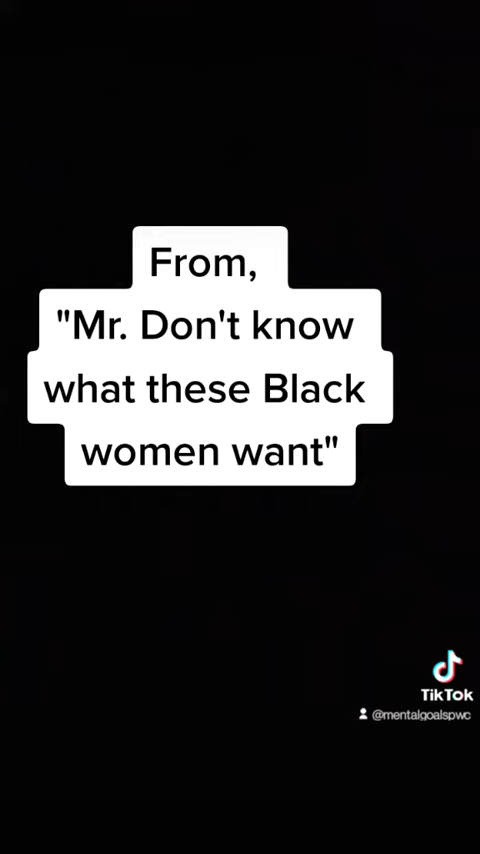 From,
"Mr. Don't know
what these Black
women want"
TikTok
@mentalgoalspwc